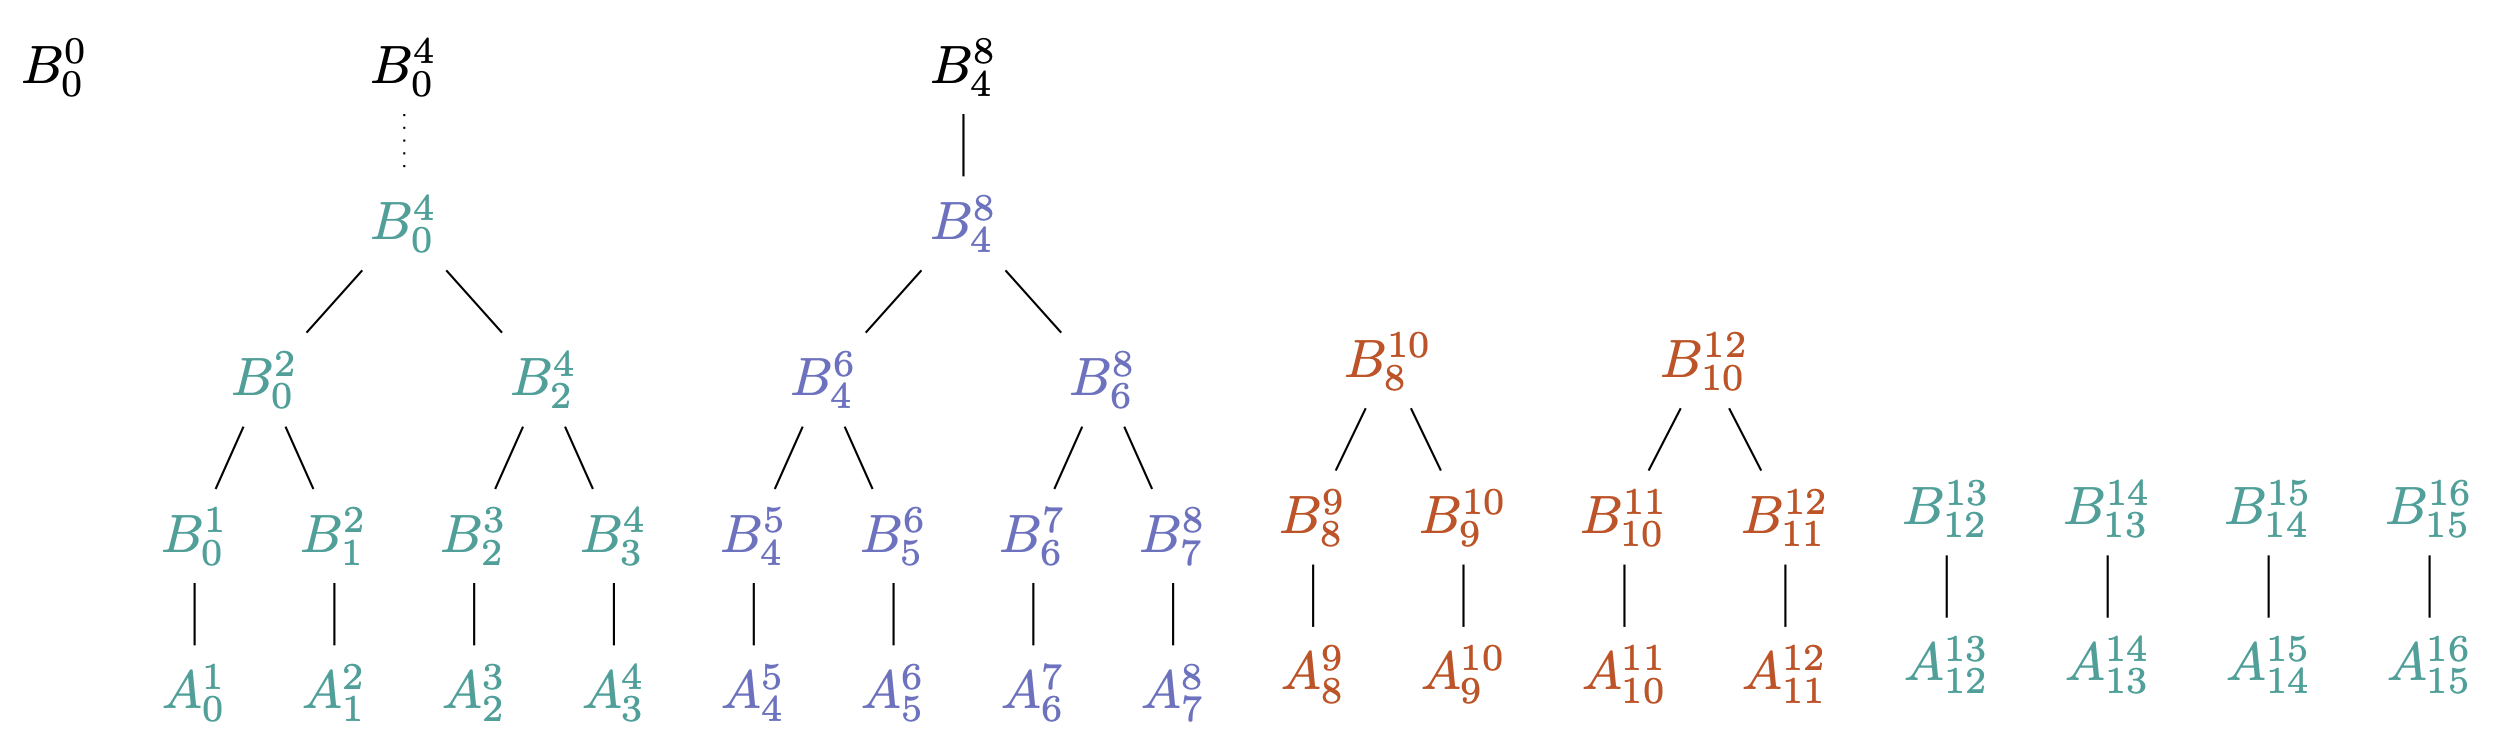 B_0^0 B_0^4 B_4^8
B_0^4 B_4^8
B_0^2 B_2^4 B_4^6 B_6^8 B_8^{10} B_{10}^{12}
B_0^1 B_1^2 B_2^3 B_3^4 B_4^5 B_5^6 B_6^7 B_7^8 B_8^9 B_9^{10} B_{10}^{11} B_{11}^{12} B_{12}^{13} B_{13}^{14} B_{14}^{15} B_{15}^{16}
A_0^1 A_1^2 A_2^3 A_3^4 A_4^5 A_5^6 A_6^7 A_7^8 A_8^9 A_9^{10} A_{10}^{11} A_{11}^{12} A_{12}^{13} A_{13}^{14} A_{14}^{15} A_{15}^{16}